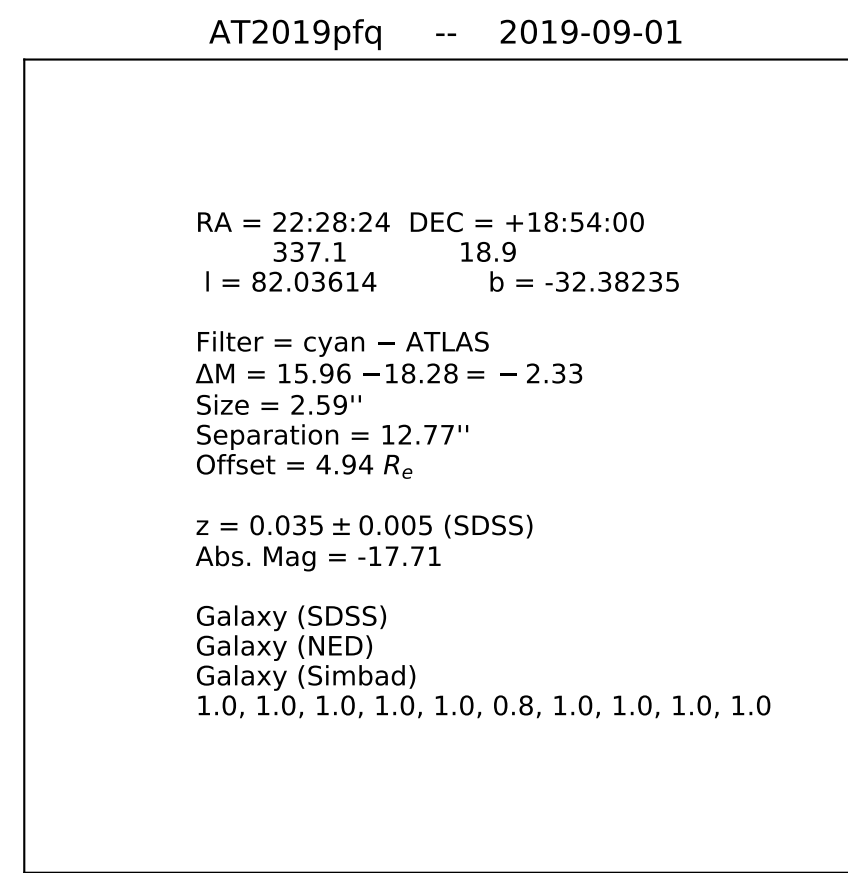 AT2019pfq -- 2019-09-01
RA = 22:28:24 DEC = +18:54:00
337.1 18.9
l = 82.03614 b = -32.38235
Filter = cyan − ATLAS
ΔM = 15.96 −18.28 = − 2.33
Size = 2.59''
Separation = 12.77''
Offset = 4.94 Re
z = 0.035 ± 0.005 (SDSS)
Abs. Mag = -17.71
Galaxy (SDSS)
Galaxy (NED)
Galaxy (Simbad)
1.0, 1.0, 1.0, 1.0, 1.0, 0.8, 1.0, 1.0, 1.0, 1.0